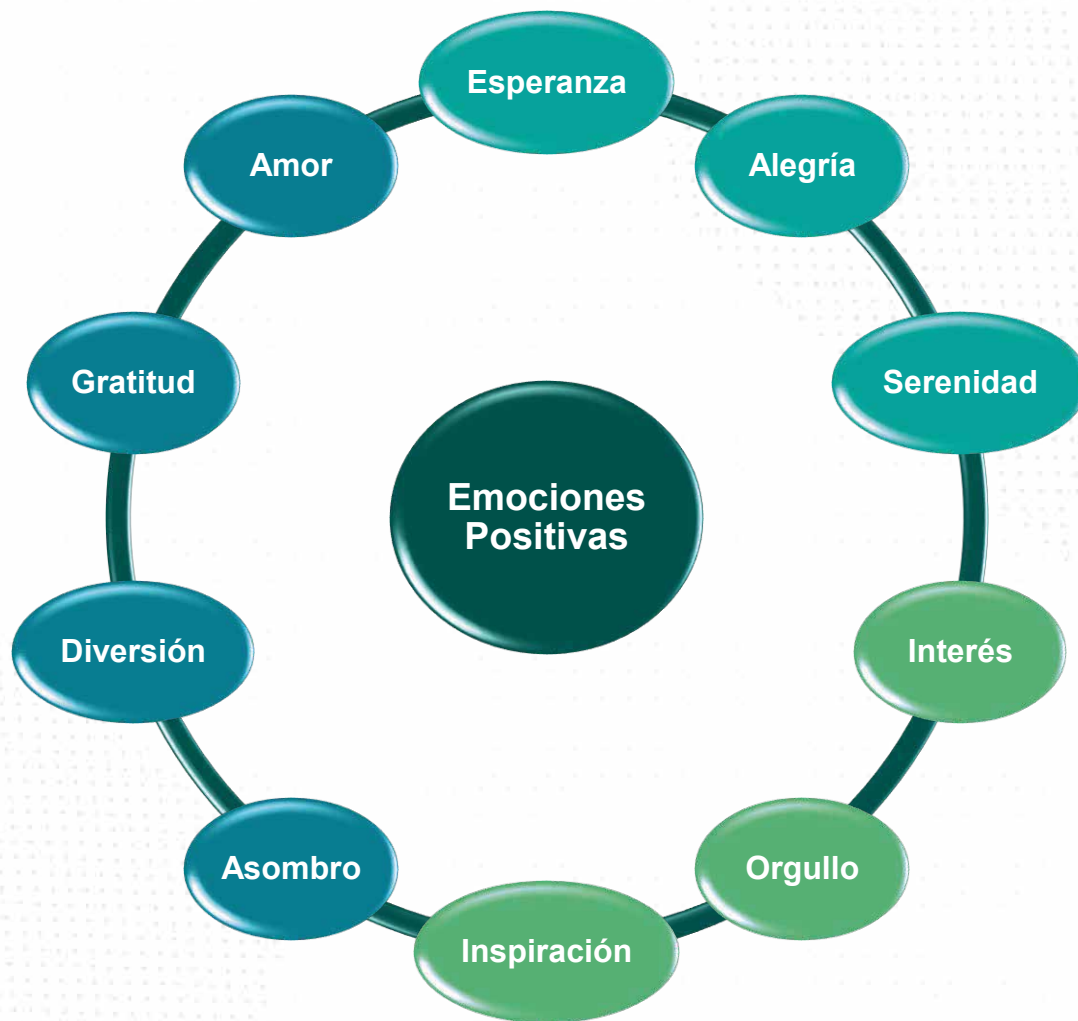 Esperanza
Alegría
Serenidad
Interés
Orgullo
Inspiración
Asombro
Diversión
Gratitud
Amor
Emociones
Positivas